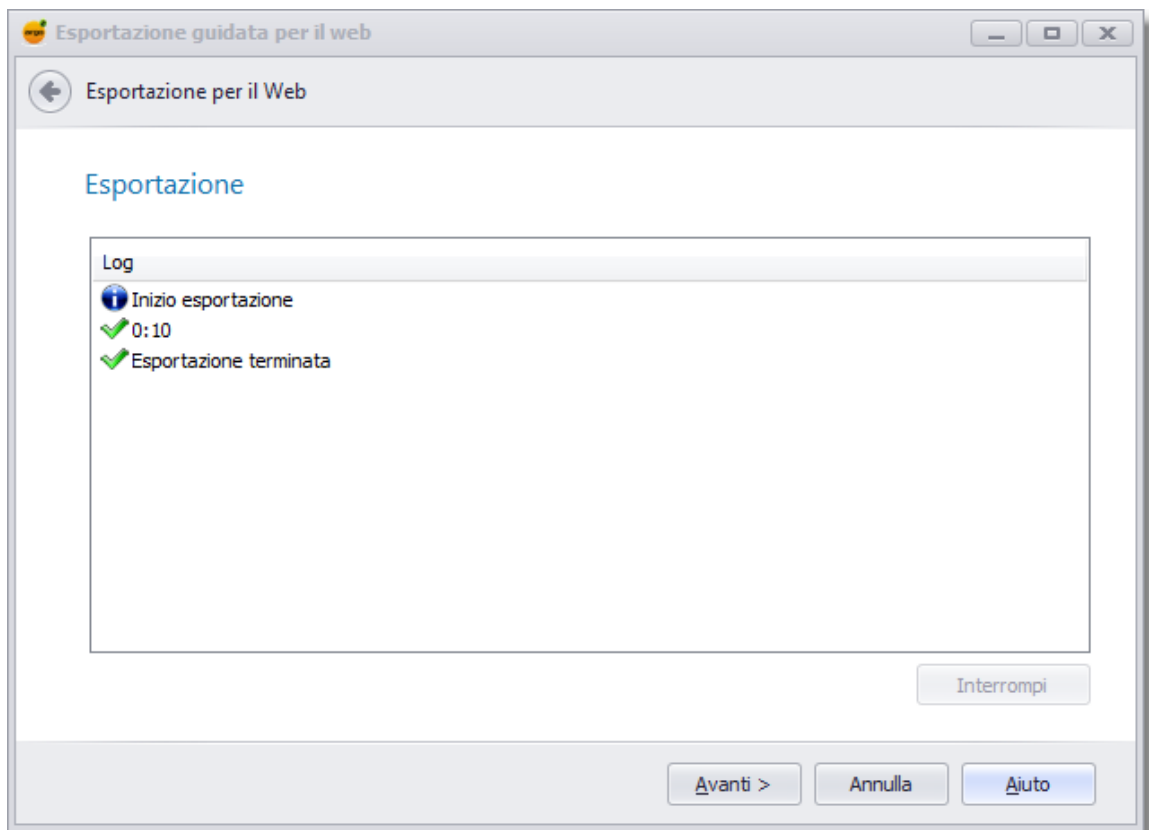 Esportazione guidata per il web
Esportazione per il Web
Esportazione
Log
Inizio esportazione
0:10
Esportazione terminata
Interrompi
Avanti > Annulla Aiuto